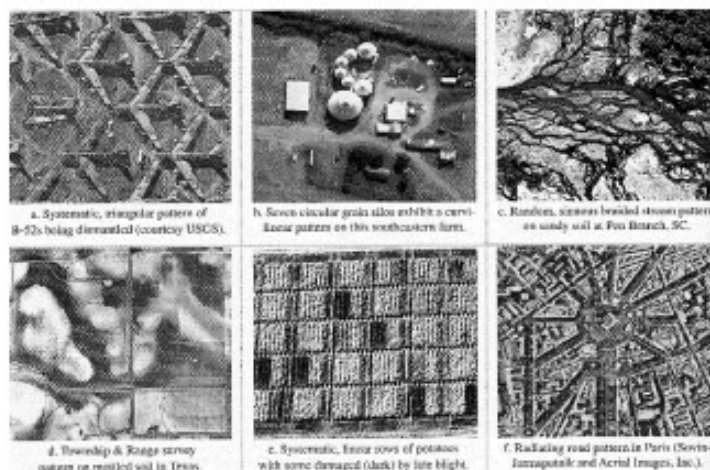 a. Systematic, triangular pattern of
B-52s being dismantled (courtesy USGS).
b. Seven circular grain silos exhibit a curvi-
linear pattern on this southeastern farm.
c. Random, sinuous braided stream pattern
on sandy soil at Pen Branch, SC.
d. Township & Range survey
pattern on mottled soil in Texas.
e. Systematic, linear rows of potatoes
with some damaged (dark) by late blight.
f. Radiating road pattern in Paris (Sovin-
and Aerial Images, Inc.).